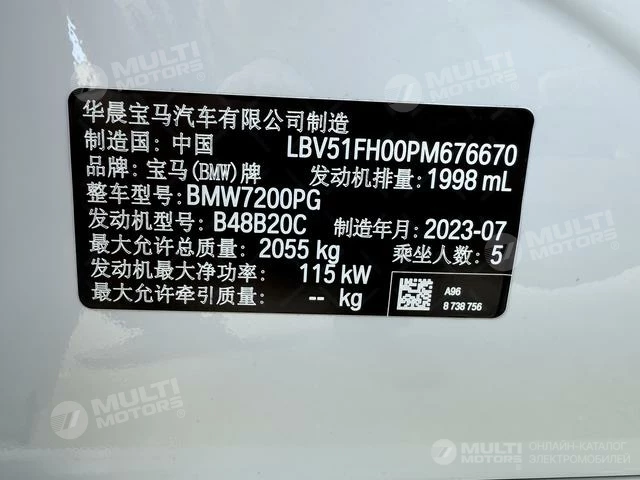 华晨宝马汽车有限公司制造
制造国: 中国 LBV51FH00PM676670
品牌: 宝马(BMW)牌 发动机排量: 1998 mL
整车型号: BMW7200PG
发动机型号: B48B20C 制造年月: 2023-07
最大允许总质量: 2055 kg 乘坐人数: 5
发动机最大净功率: 115 kW
最大允许牵引质量: -- kg
A96
8 738 756
MULTI MOTORS
MULTI MOTORS
MULTI MOTORS
MULTI MOTORS ОНЛАЙН-КАТАЛОГ ЭЛЕКТРОМОБИЛЕЙ